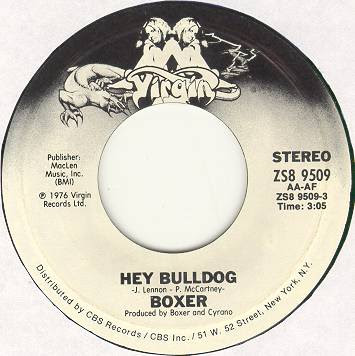 Virgin
Publisher:
MacLen
Music, Inc.
(BMI)
℗ 1976 Virgin
Records Ltd.
STEREO
ZS8 9509
AA-AF
ZS8 9509-3
Time: 3:05
HEY BULLDOG
-J. Lennon - P. McCartney-
BOXER
Produced by Boxer and Cyrano
Distributed by CBS Records / CBS Inc. / 51 W. 52 Street, New York, N.Y.